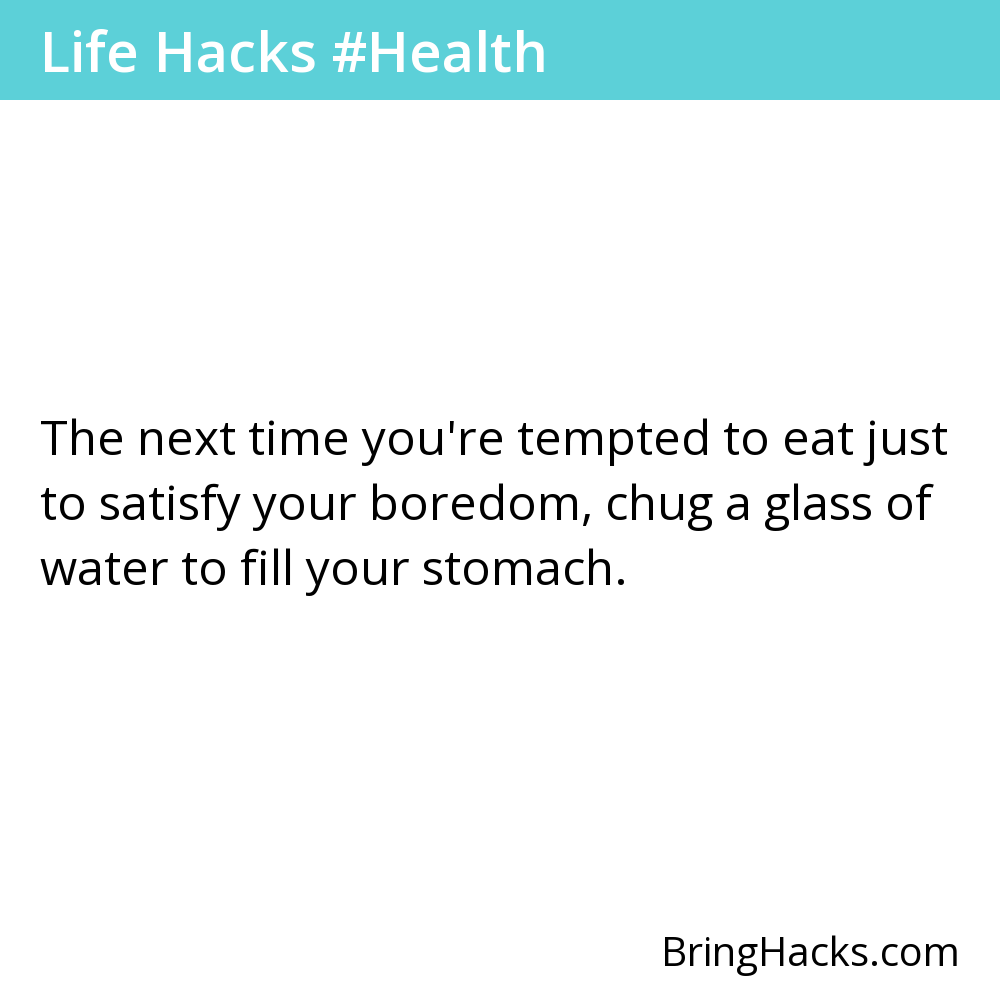 Life Hacks #Health
The next time you're tempted to eat just
to satisfy your boredom, chug a glass of
water to fill your stomach.
BringHacks.com